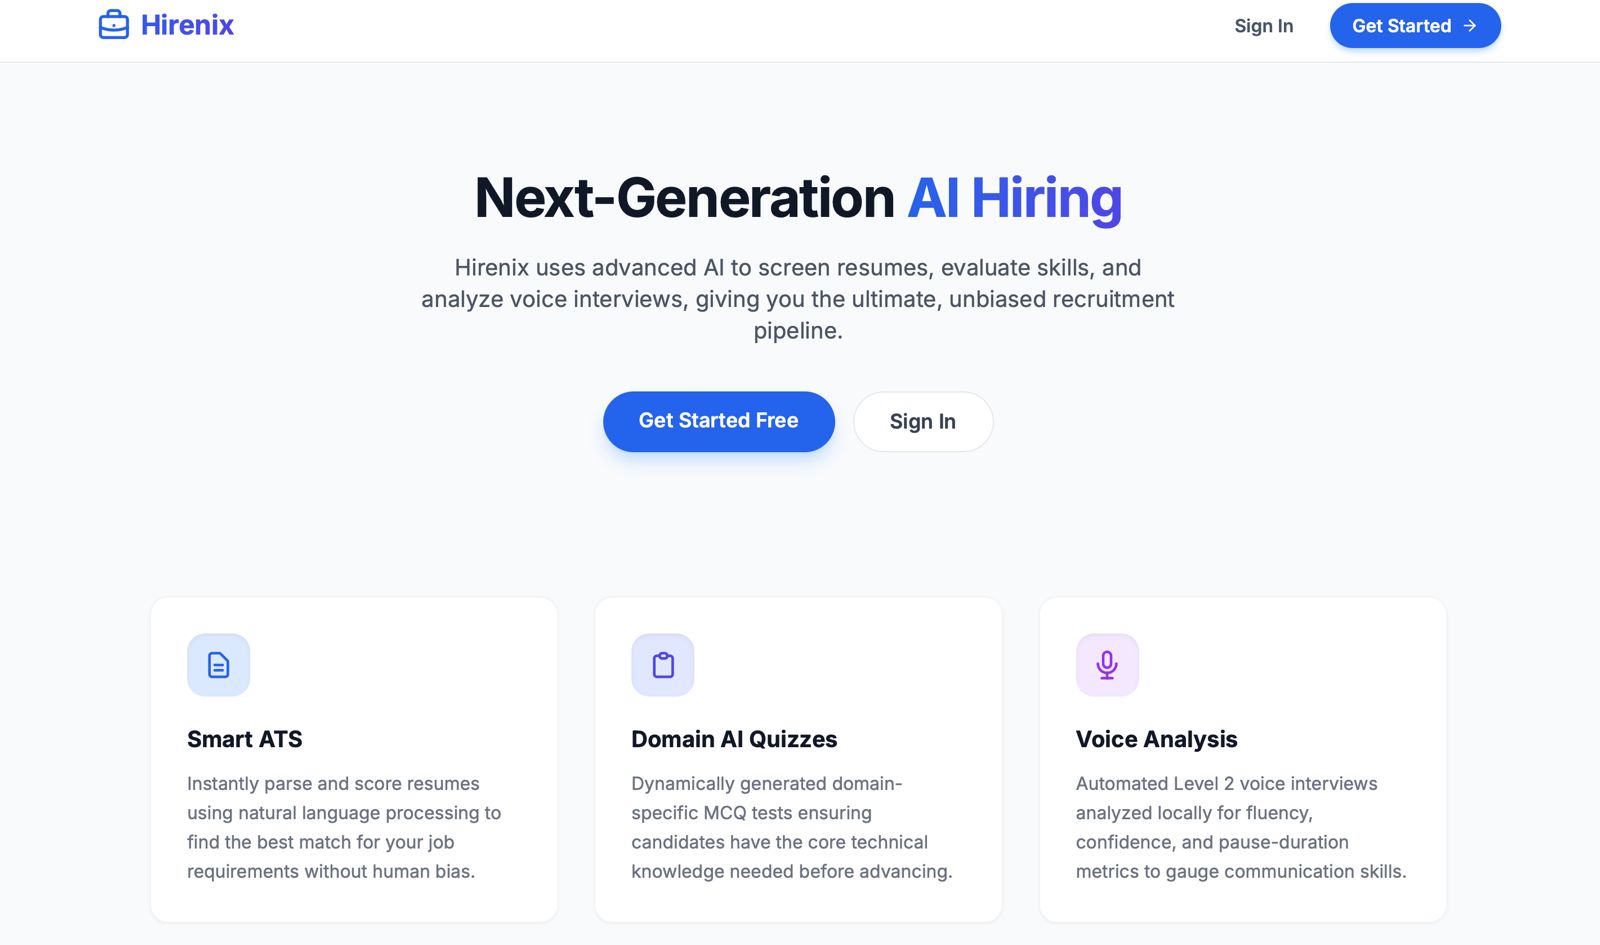 Hirenix
Sign In
Get Started →
Next-Generation AI Hiring
Hirenix uses advanced AI to screen resumes, evaluate skills, and
analyze voice interviews, giving you the ultimate, unbiased recruitment
pipeline.
Get Started Free
Sign In
Smart ATS
Instantly parse and score resumes
using natural language processing to
find the best match for your job
requirements without human bias.
Domain AI Quizzes
Dynamically generated domain-
specific MCQ tests ensuring
candidates have the core technical
knowledge needed before advancing.
Voice Analysis
Automated Level 2 voice interviews
analyzed locally for fluency,
confidence, and pause-duration
metrics to gauge communication skills.